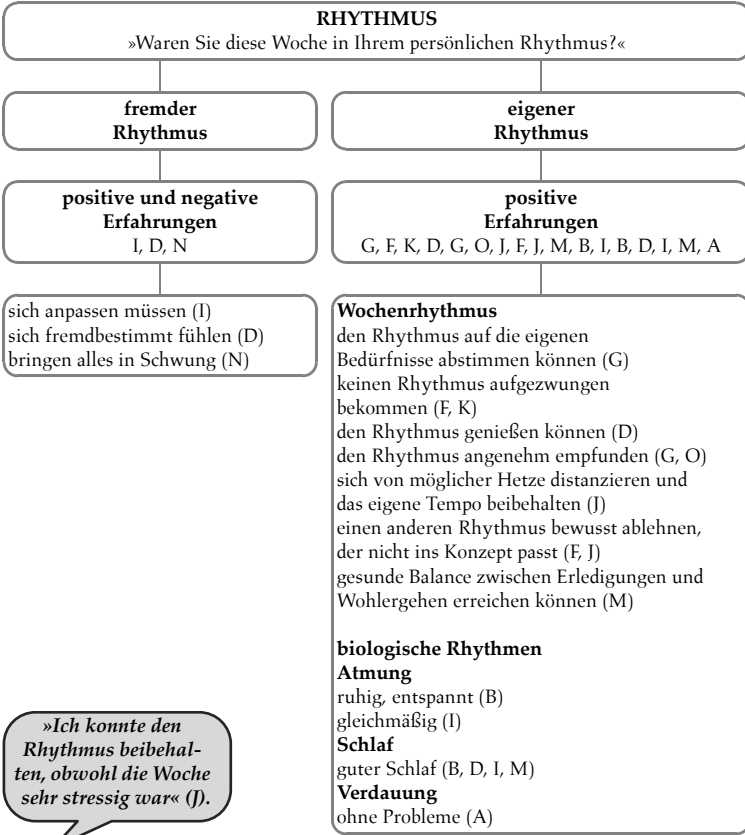 RHYTHMUS
»Waren Sie diese Woche in Ihrem persönlichen Rhythmus?«
fremder
Rhythmus
eigener
Rhythmus
positive und negative
Erfahrungen
I, D, N
positive
Erfahrungen
G, F, K, D, G, O, J, F, J, M, B, I, B, D, I, M, A
sich anpassen müssen (I)
sich fremdbestimmt fühlen (D)
bringen alles in Schwung (N)
Wochenrhythmus
den Rhythmus auf die eigenen
Bedürfnisse abstimmen können (G)
keinen Rhythmus aufgezwungen
bekommen (F, K)
den Rhythmus genießen können (D)
den Rhythmus angenehm empfunden (G, O)
sich von möglicher Hetze distanzieren und
das eigene Tempo beibehalten (J)
einen anderen Rhythmus bewusst ablehnen,
der nicht ins Konzept passt (F, J)
gesunde Balance zwischen Erledigungen und
Wohlergehen erreichen können (M)
biologische Rhythmen
Atmung
ruhig, entspannt (B)
gleichmäßig (I)
Schlaf
guter Schlaf (B, D, I, M)
Verdauung
ohne Probleme (A)
»Ich konnte den
Rhythmus beibehal-
ten, obwohl die Woche
sehr stressig war« (J).